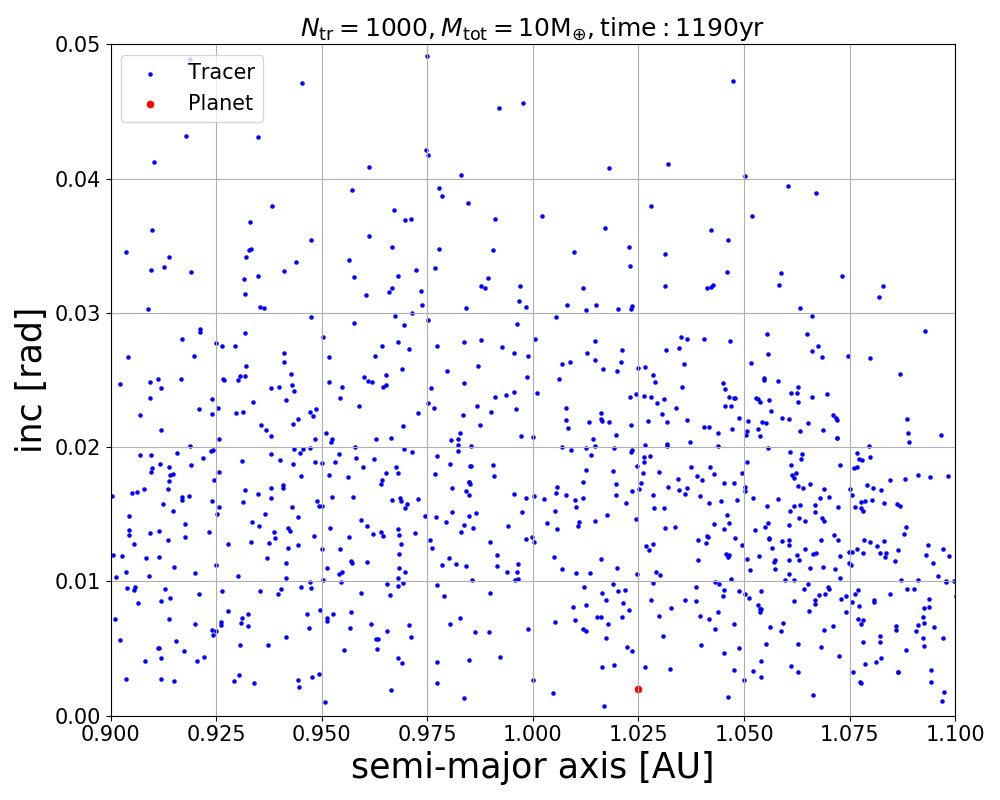 N_tr = 1000, M_tot = 10M_⊕, time : 1190yr
0.05
Tracer
Planet
0.04
0.03
inc [rad]
0.02
0.01
0.00
0.900 0.925 0.950 0.975 1.000 1.025 1.050 1.075 1.100
semi-major axis [AU]